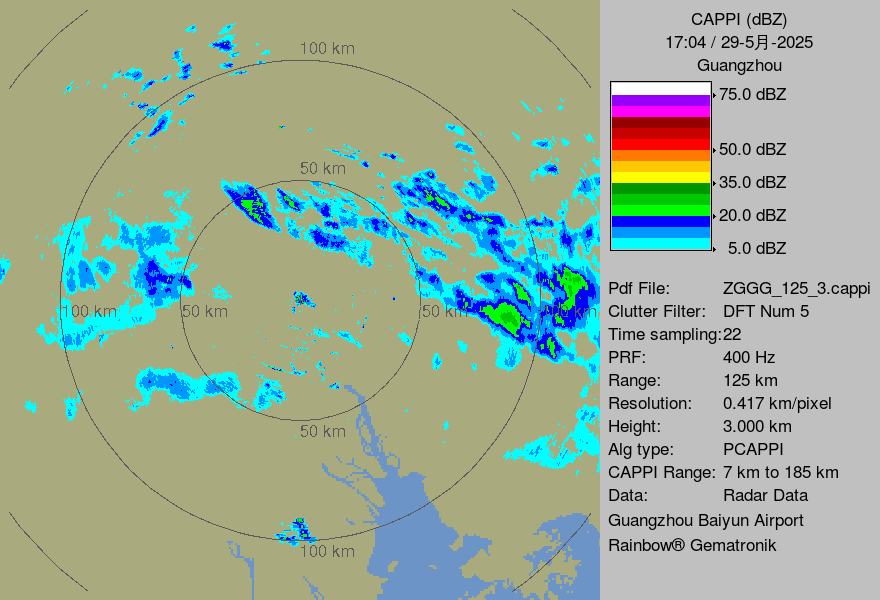 100 km
50 km
100 km
50 km
50 km
100 km
50 km
100 km
CAPPI (dBZ)
17:04 / 29-5月-2025
Guangzhou
75.0 dBZ
50.0 dBZ
35.0 dBZ
20.0 dBZ
5.0 dBZ
Pdf File: ZGGG_125_3.cappi
Clutter Filter: DFT Num 5
Time sampling: 22
PRF: 400 Hz
Range: 125 km
Resolution: 0.417 km/pixel
Height: 3.000 km
Alg type: PCAPPI
CAPPI Range: 7 km to 185 km
Data: Radar Data
Guangzhou Baiyun Airport
Rainbow® Gematronik